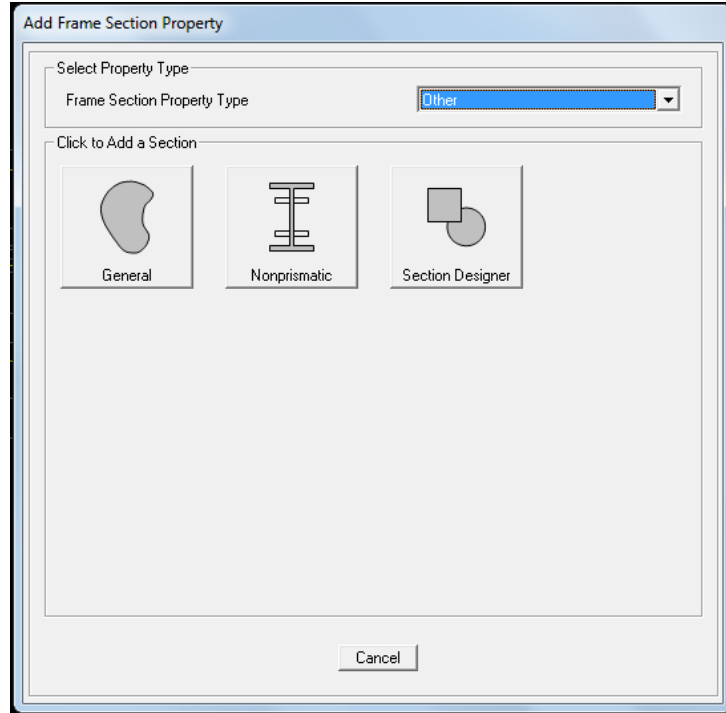 Add Frame Section Property
Select Property Type
Frame Section Property Type
Other
Click to Add a Section
General
Nonprismatic
Section Designer
Cancel